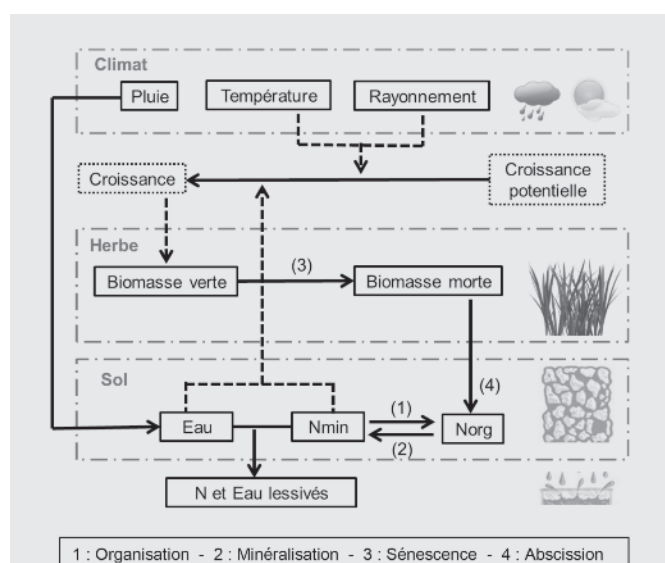 Climat
Pluie
Température
Rayonnement
Croissance
Croissance
potentielle
Herbe
(3)
Biomasse verte
Biomasse morte
Sol
(4)
(1)
Eau
Nmin
Norg
(2)
N et Eau lessivés
1 : Organisation - 2 : Minéralisation - 3 : Sénescence - 4 : Abscission